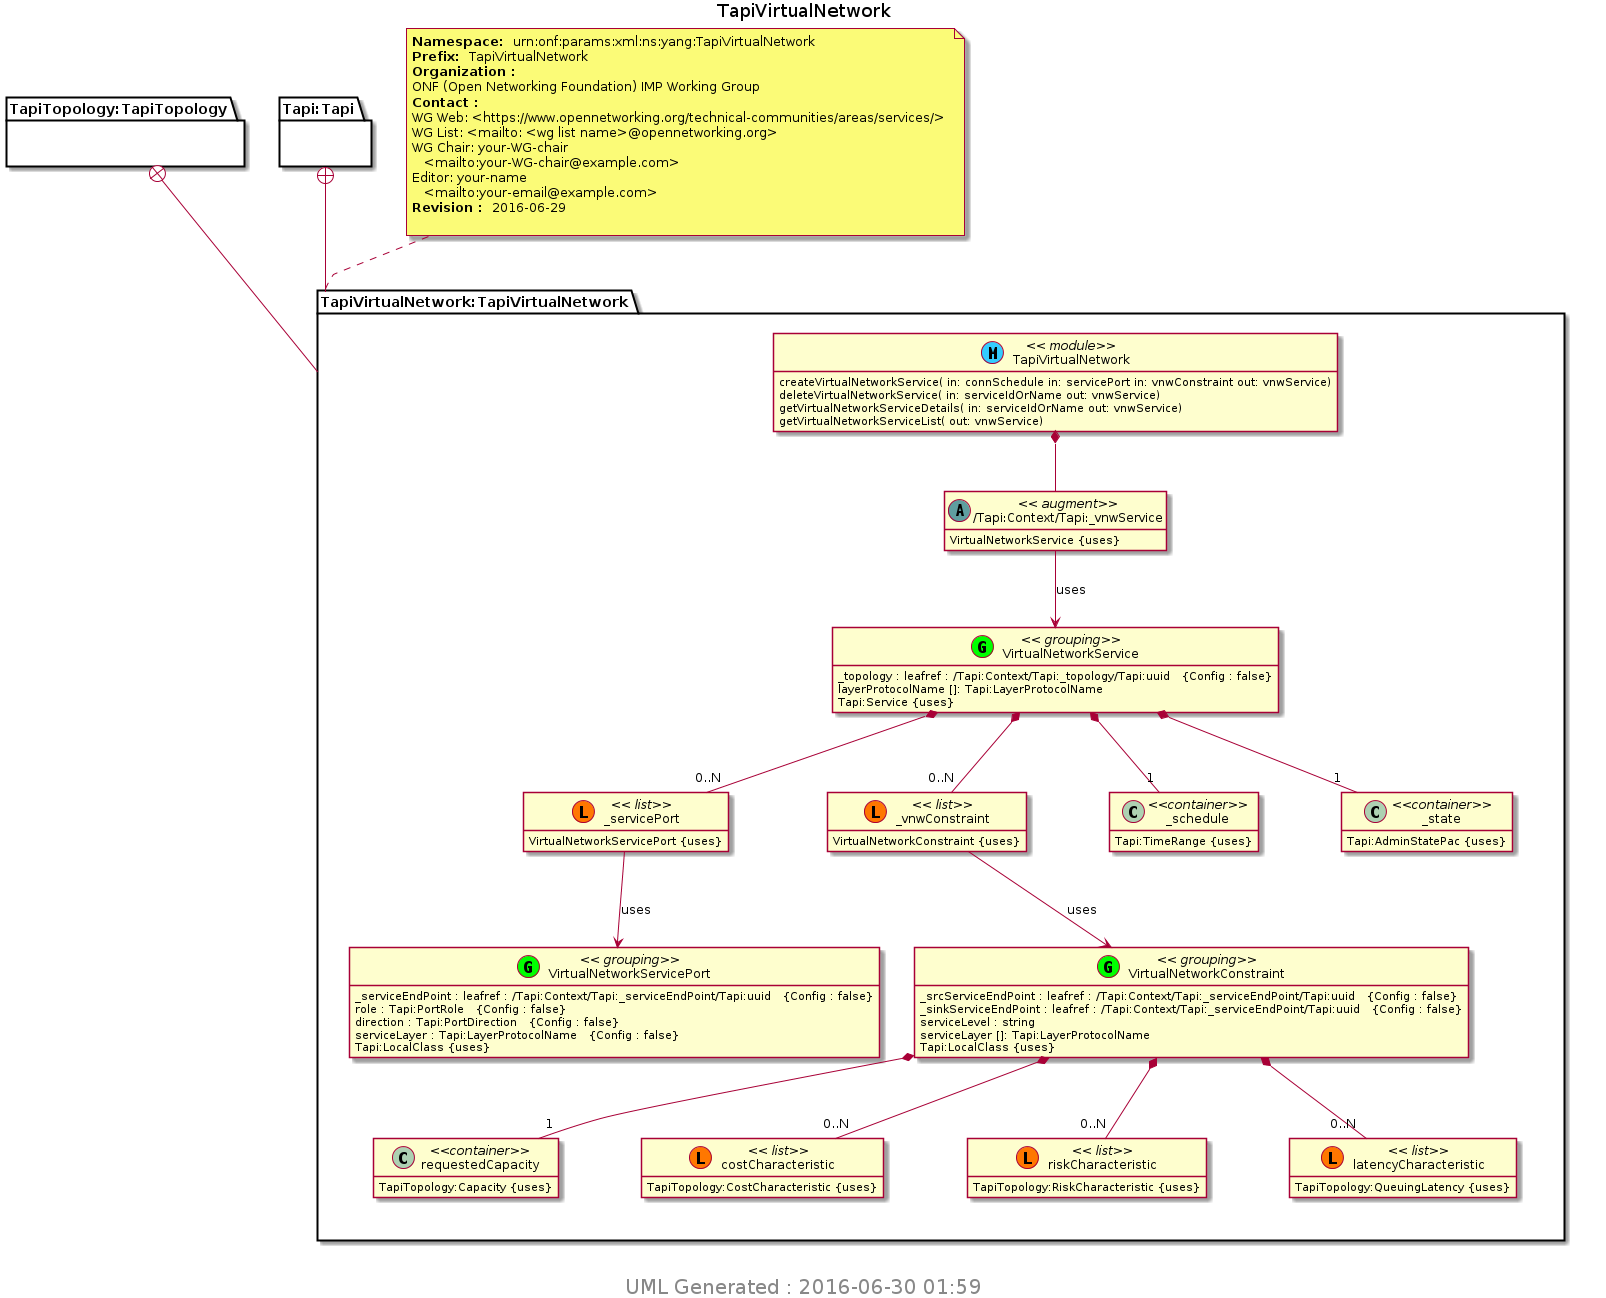 TapiVirtualNetwork
Namespace: urn:onf:params:xml:ns:yang:TapiVirtualNetwork
Prefix: TapiVirtualNetwork
Organization :
ONF (Open Networking Foundation) IMP Working Group
Contact :
WG Web: <https://www.opennetworking.org/technical-communities/areas/services/>
WG List: <mailto: <wg list name>@opennetworking.org>
WG Chair: your-WG-chair
<mailto:your-WG-chair@example.com>
Editor: your-name
<mailto:your-email@example.com>
Revision : 2016-06-29
TapiTopology:TapiTopology
Tapi:Tapi
TapiVirtualNetwork:TapiVirtualNetwork
M
<< module>>
TapiVirtualNetwork
createVirtualNetworkService( in: connSchedule in: servicePort in: vnwConstraint out: vnwService)
deleteVirtualNetworkService( in: serviceIdOrName out: vnwService)
getVirtualNetworkServiceDetails( in: serviceIdOrName out: vnwService)
getVirtualNetworkServiceList( out: vnwService)
A
<< augment>>
/Tapi:Context/Tapi:_vnwService
VirtualNetworkService {uses}
uses
G
<< grouping>>
VirtualNetworkService
_topology : leafref : /Tapi:Context/Tapi:_topology/Tapi:uuid {Config : false}
layerProtocolName []: Tapi:LayerProtocolName
Tapi:Service {uses}
0..N
0..N
1
1
L
<< list>>
_servicePort
VirtualNetworkServicePort {uses}
L
<< list>>
_vnwConstraint
VirtualNetworkConstraint {uses}
C
<<container>>
_schedule
Tapi:TimeRange {uses}
C
<<container>>
_state
Tapi:AdminStatePac {uses}
uses
uses
G
<< grouping>>
VirtualNetworkServicePort
_serviceEndPoint : leafref : /Tapi:Context/Tapi:_serviceEndPoint/Tapi:uuid {Config : false}
role : Tapi:PortRole {Config : false}
direction : Tapi:PortDirection {Config : false}
serviceLayer : Tapi:LayerProtocolName {Config : false}
Tapi:LocalClass {uses}
G
<< grouping>>
VirtualNetworkConstraint
_srcServiceEndPoint : leafref : /Tapi:Context/Tapi:_serviceEndPoint/Tapi:uuid {Config : false}
_sinkServiceEndPoint : leafref : /Tapi:Context/Tapi:_serviceEndPoint/Tapi:uuid {Config : false}
serviceLevel : string
serviceLayer []: Tapi:LayerProtocolName
Tapi:LocalClass {uses}
1
0..N
0..N
0..N
C
<<container>>
requestedCapacity
TapiTopology:Capacity {uses}
L
<< list>>
costCharacteristic
TapiTopology:CostCharacteristic {uses}
L
<< list>>
riskCharacteristic
TapiTopology:RiskCharacteristic {uses}
L
<< list>>
latencyCharacteristic
TapiTopology:QueuingLatency {uses}
UML Generated : 2016-06-30 01:59